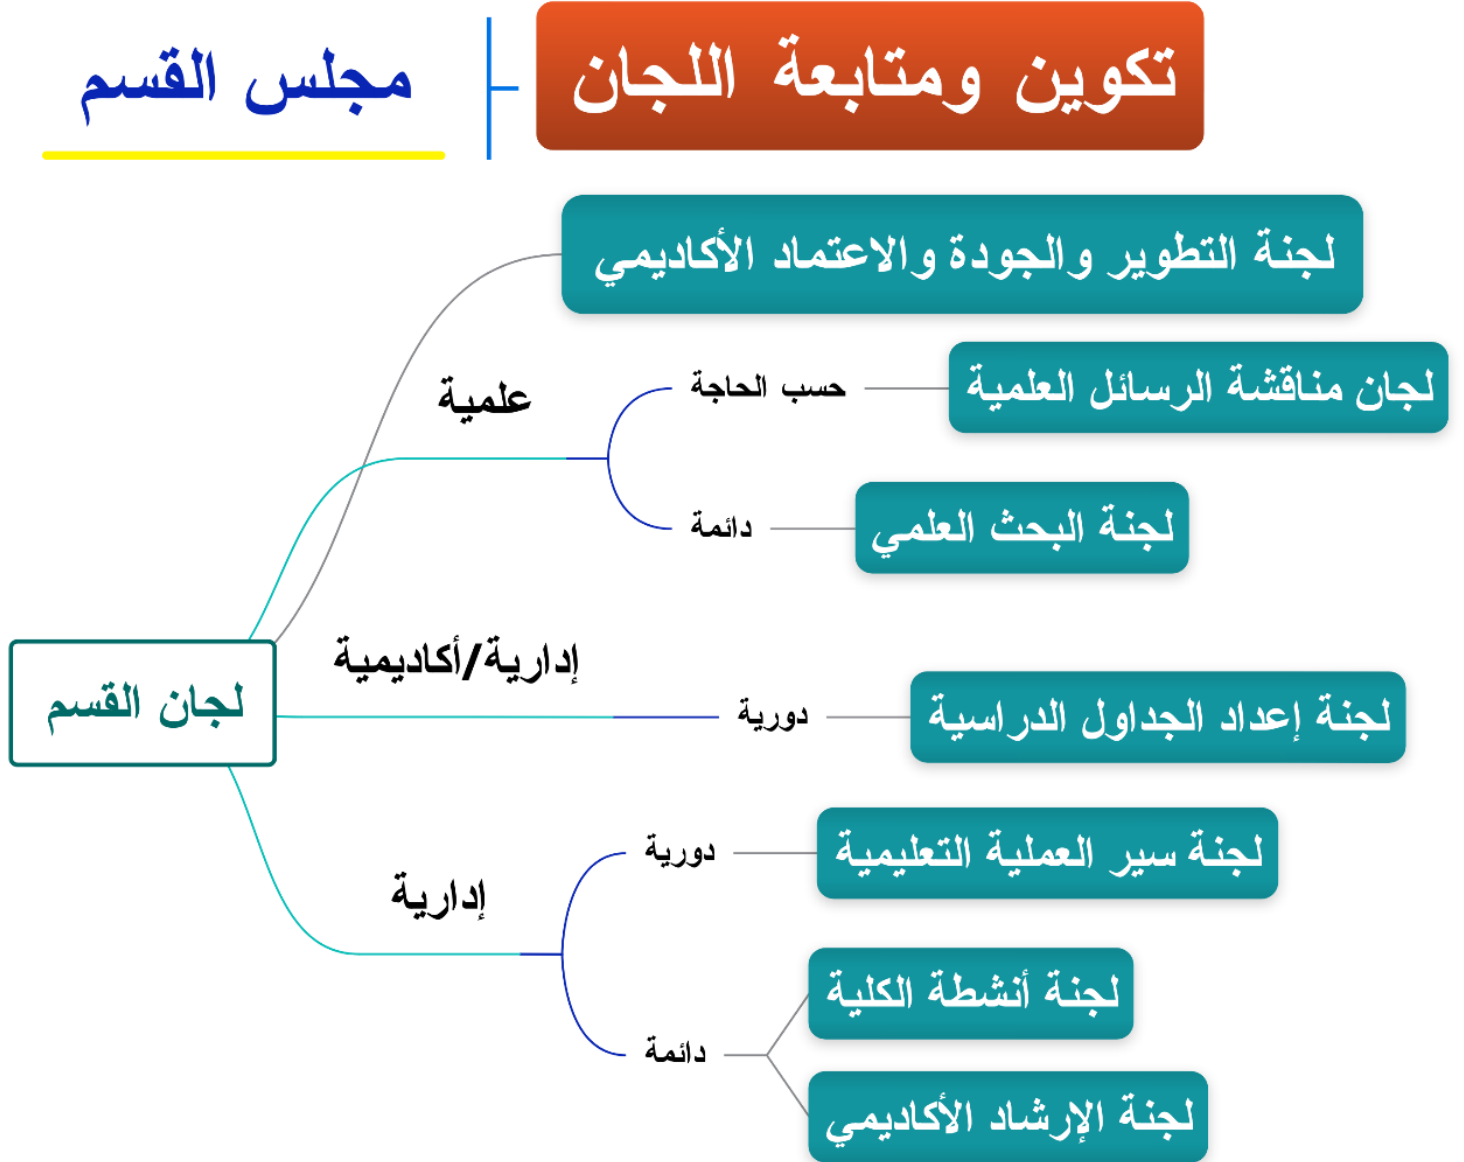 تكوين ومتابعة اللجان
مجلس القسم
لجنة التطوير والجودة والاعتماد الأكاديمي
علمية
حسب الحاجة
لجان مناقشة الرسائل العلمية
دائمة
لجنة البحث العلمي
لجان القسم
إدارية/أكاديمية
دورية
لجنة إعداد الجداول الدراسية
إدارية
دورية
لجنة سير العملية التعليمية
دائمة
لجنة أنشطة الكلية
لجنة الإرشاد الأكاديمي